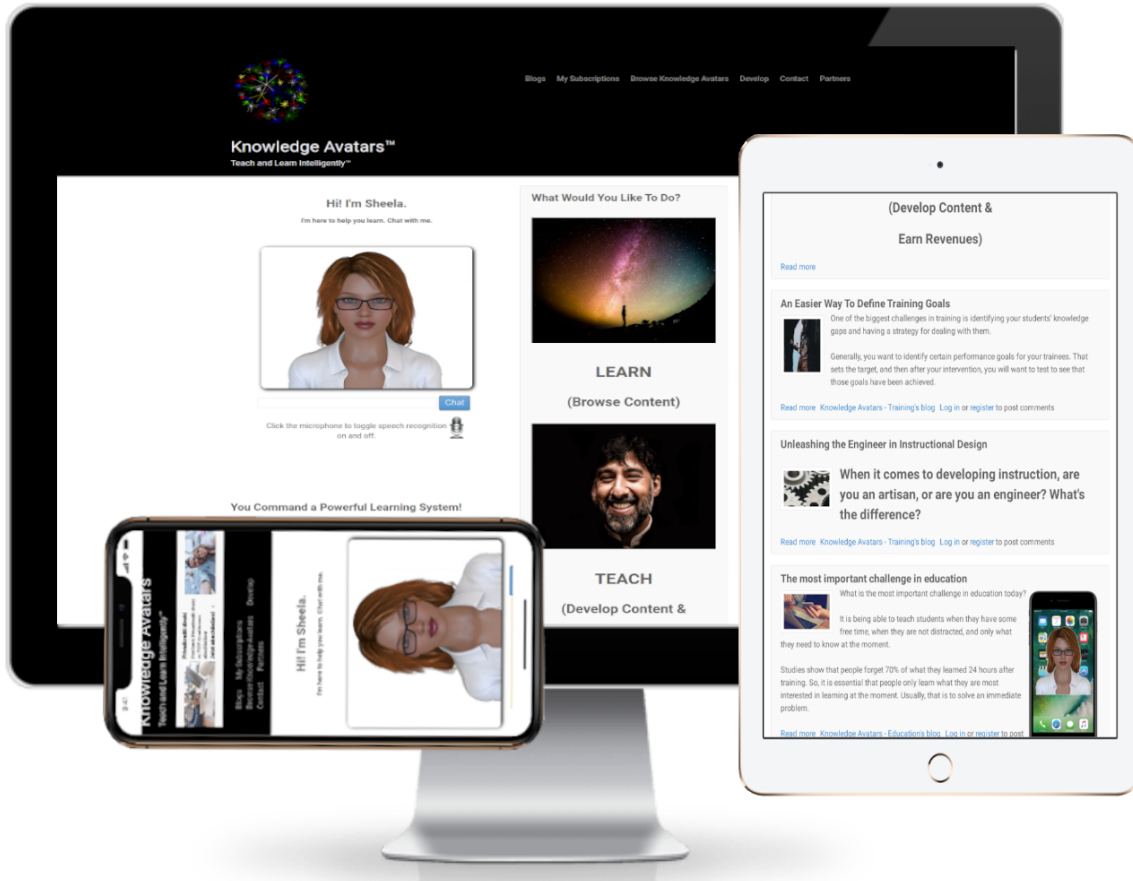 Blogs My Subscriptions Browse Knowledge Avatars Develop Contact Partners
Knowledge Avatars™
Teach and Learn Intelligently™
Hi! I'm Sheela.
I'm here to help you learn. Chat with me.
Chat
Click the microphone to toggle speech recognition
on and off.
You Command a Powerful Learning System!
What Would You Like To Do?
LEARN
(Browse Content)
TEACH
(Develop Content &
(Develop Content &
Earn Revenues)
Read more
An Easier Way To Define Training Goals
One of the biggest challenges in training is identifying your students' knowledge
gaps and having a strategy for dealing with them.
Generally, you want to identify certain performance goals for your trainees. That
sets the target, and then after your intervention, you will want to test to see that
those goals have been achieved.
Read more Knowledge Avatars - Training's blog Log in or register to post comments
Unleashing the Engineer in Instructional Design
When it comes to developing instruction, are
you an artisan, or are you an engineer? What's
the difference?
Read more Knowledge Avatars - Training's blog Log in or register to post comments
The most important challenge in education
What is the most important challenge in education today?
It is being able to teach students when they have some
free time, when they are not distracted, and only what
they need to know at the moment.
Studies show that people forget 70% of what they learned 24 hours after
training. So, it is essential that people only learn what they are most
interested in learning at the moment. Usually, that is to solve an immediate
problem.
Read more Knowledge Avatars - Education's blog Log in or register to post
9:41
Knowledge Avatars
Teach and Learn Intelligently™
Blogs My Subscriptions
Browse Knowledge Avatars Develop
Contact Partners
Hi! I'm Sheela.
I'm here to help you learn. Chat with me.